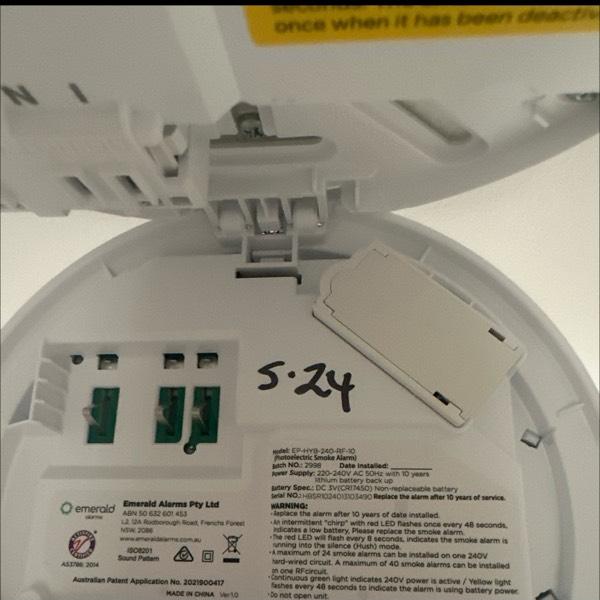 once when it has been deactiv
N
5.24
Model: EP-HYB-240-RF-10
(Photoelectric Smoke Alarm)
Batch NO.: 2998 Date Installed:
Power Supply: 220-240V AC 50Hz with 10 years
lithium battery back up
Battery Spec.: DC 3V(CR17450) Non-replaceable battery
Serial NO.: Replace the alarm after 10 years of service.
WARNING:
·Replace the alarm after 10 years of date installed.
·An intermittent "chirp" with red LED flashes once every 48 seconds,
indicates a low battery. Please replace the smoke alarm.
·The red LED will flash every 8 seconds, indicates the smoke alarm is
running into the silence (Hush) mode.
·A maximum of 24 smoke alarms can be installed on one 240V
hard-wired circuit. A maximum of 40 smoke alarms can be installed
on one RFcircuit.
·Continuous green light indicates 240V power is active / Yellow light
flashes every 48 seconds to indicate the alarm is using battery power.
·Do not open unit.
emerald
alarms
Emerald Alarms Pty Ltd
ABN 50 632 601 453
L2, 12A Rodborough Road, Frenchs Forest
NSW, 2086
www.emeraldalarms.com.au
AS3786: 2014
ISO8201
Sound Pattern
Australian Patent Application No. 2021900417
MADE IN CHINA Ver1.0